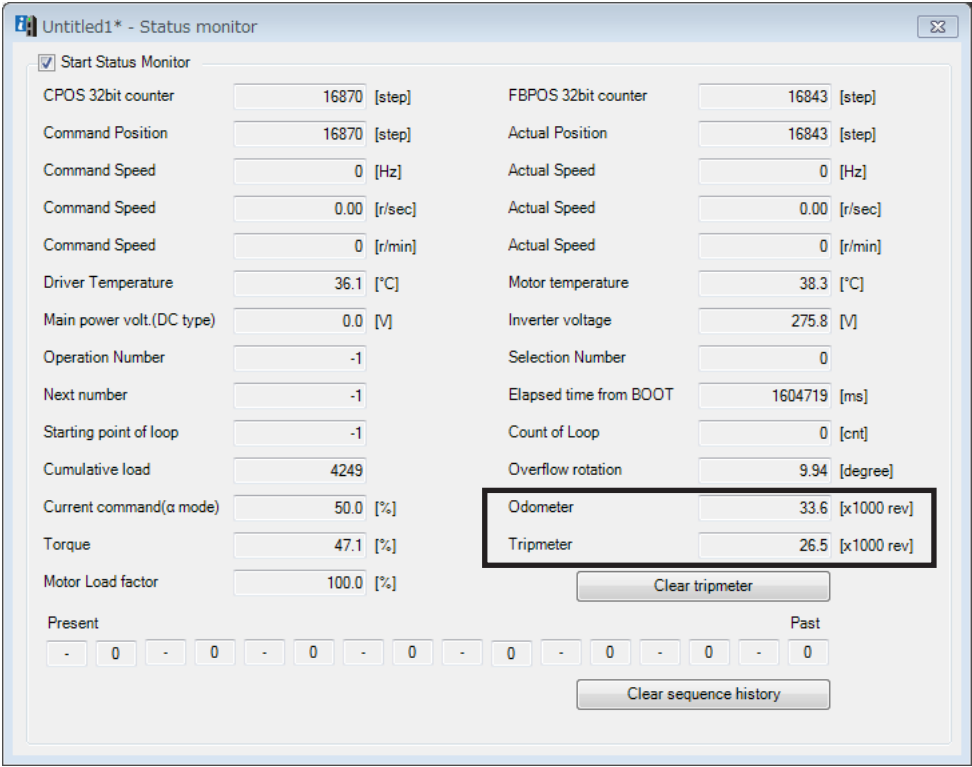 Untitled1* - Status monitor
Start Status Monitor
CPOS 32bit counter 16870 [step] FBPOS 32bit counter 16843 [step]
Command Position 16870 [step] Actual Position 16843 [step]
Command Speed 0 [Hz] Actual Speed 0 [Hz]
Command Speed 0.00 [r/sec] Actual Speed 0.00 [r/sec]
Command Speed 0 [r/min] Actual Speed 0 [r/min]
Driver Temperature 36.1 [°C] Motor temperature 38.3 [°C]
Main power volt.(DC type) 0.0 [V] Inverter voltage 275.8 [V]
Operation Number -1 Selection Number 0
Next number -1 Elapsed time from BOOT 1604719 [ms]
Starting point of loop -1 Count of Loop 0 [cnt]
Cumulative load 4249 Overflow rotation 9.94 [degree]
Current command(α mode) 50.0 [%] Odometer 33.6 [x1000 rev]
Torque 47.1 [%] Tripmeter 26.5 [x1000 rev]
Motor Load factor 100.0 [%] Clear tripmeter
Present Past
- 0 - 0 - 0 - 0 - 0 - 0 - 0 - 0
Clear sequence history